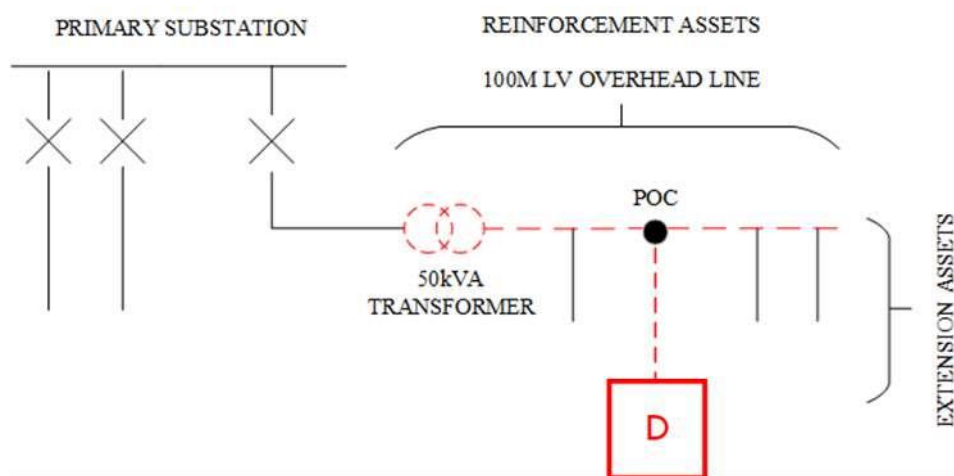 PRIMARY SUBSTATION
REINFORCEMENT ASSETS
100M LV OVERHEAD LINE
POC
50kVA
TRANSFORMER
EXTENSION ASSETS
D